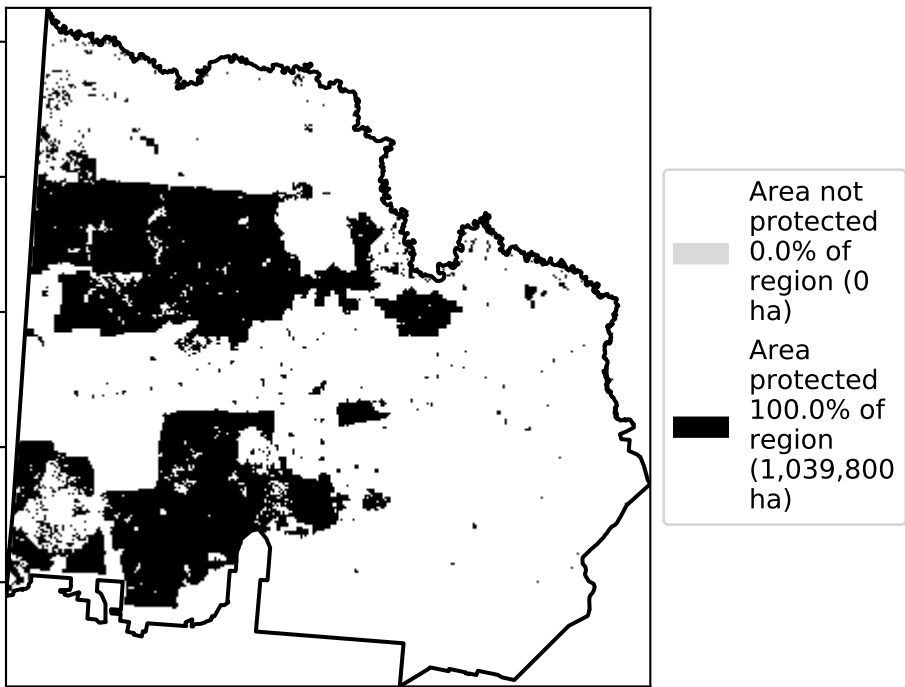 Area not
protected
0.0% of
region (0
ha)
Area
protected
100.0% of
region
(1,039,800
ha)